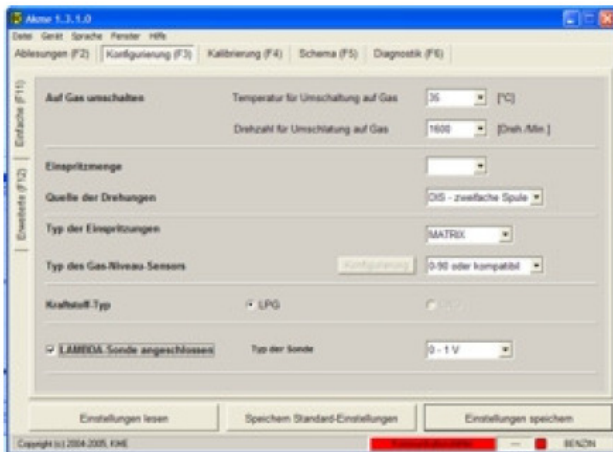 Akme 1.3.1.0
Datei Gerät Sprache Fenster Hilfe
Ablesungen (F2) Konfigurierung (F3) Kalibrierung (F4) Schema (F5) Diagnostik (F6)
Einfache (F11)
Erweiterte (F12)
Auf Gas umschalten Temperatur für Umschaltung auf Gas 35 [°C]
Drehzahl für Umschlatung auf Gas 1600 [Dreh./Min.]
Einspritzmenge
Quelle der Drehungen DIS - zweifache Spule
Typ der Einspritzungen MATRIX
Typ des Gas-Niveau-Sensors Konfigurierung 0-90 oder kompatibil
Kraftstoff-Typ LPG
LAMBDA-Sonde angeschlossen Typ der Sonde 0 - 1 V
Einstellungen lesen Speichern Standard-Einstellungen Einstellungen speichern
Copyright (c) 2004-2005, KME --- BENZIN